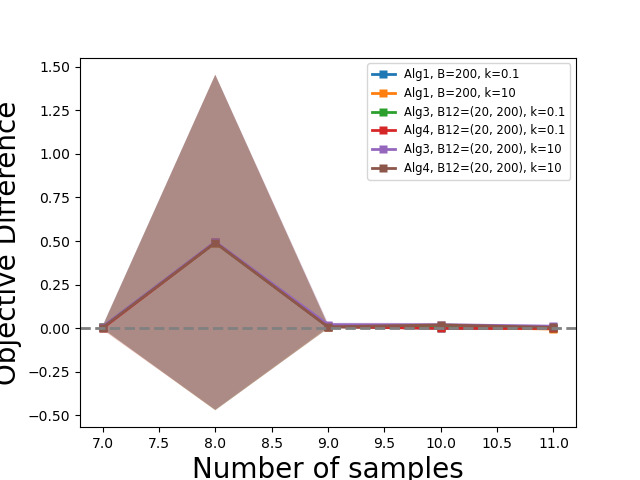 Objective Difference
1.50
1.25
1.00
0.75
0.50
0.25
0.00
−0.25
−0.50
Alg1, B=200, k=0.1
Alg1, B=200, k=10
Alg3, B12=(20, 200), k=0.1
Alg4, B12=(20, 200), k=0.1
Alg3, B12=(20, 200), k=10
Alg4, B12=(20, 200), k=10
7.0 7.5 8.0 8.5 9.0 9.5 10.0 10.5 11.0
Number of samples